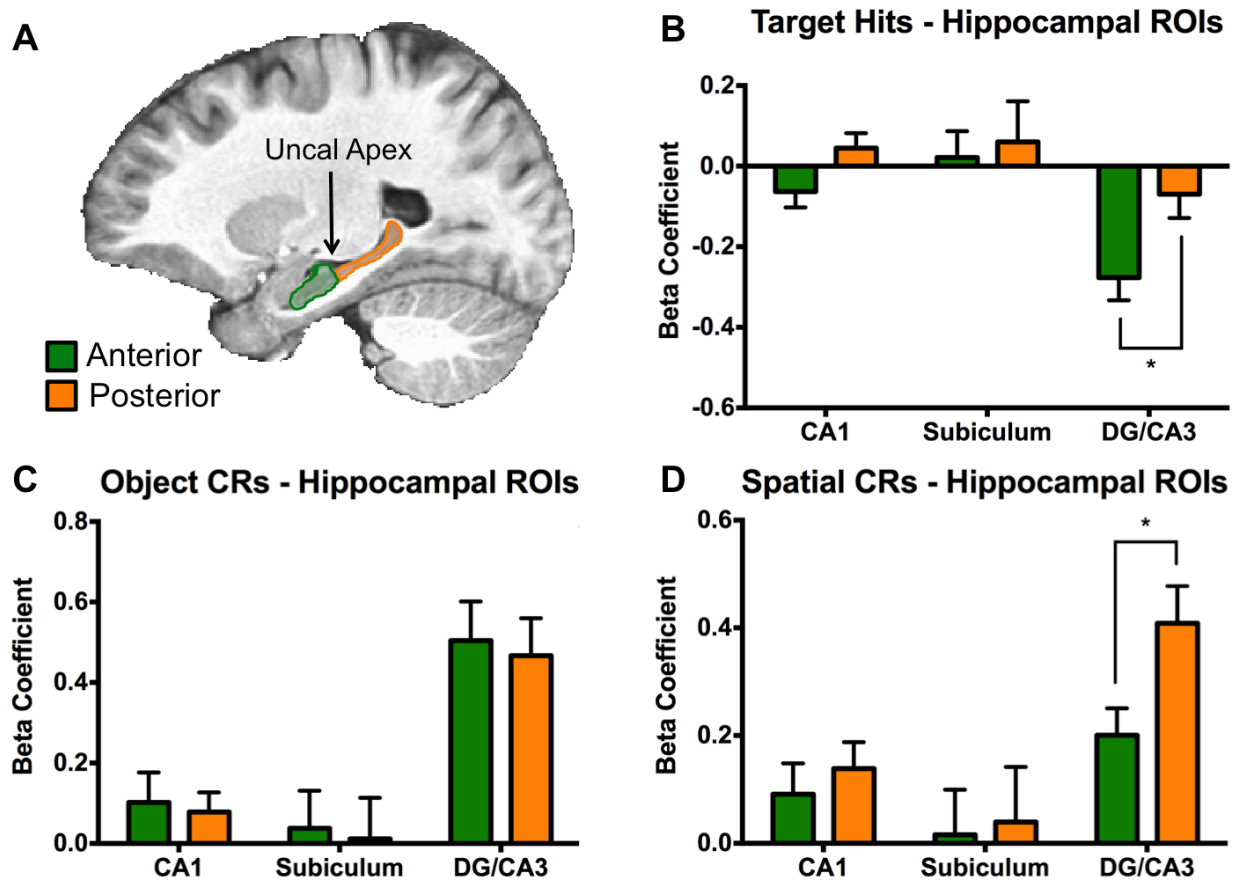 A
Uncal Apex
Anterior
Posterior
B
Target Hits - Hippocampal ROIs
Beta Coefficient
0.2
0.0
-0.2
-0.4
-0.6
*
CA1
Subiculum
DG/CA3
C
Object CRs - Hippocampal ROIs
Beta Coefficient
0.8
0.6
0.4
0.2
0.0
CA1
Subiculum
DG/CA3
D
Spatial CRs - Hippocampal ROIs
Beta Coefficient
0.6
0.4
0.2
0.0
*
CA1
Subiculum
DG/CA3